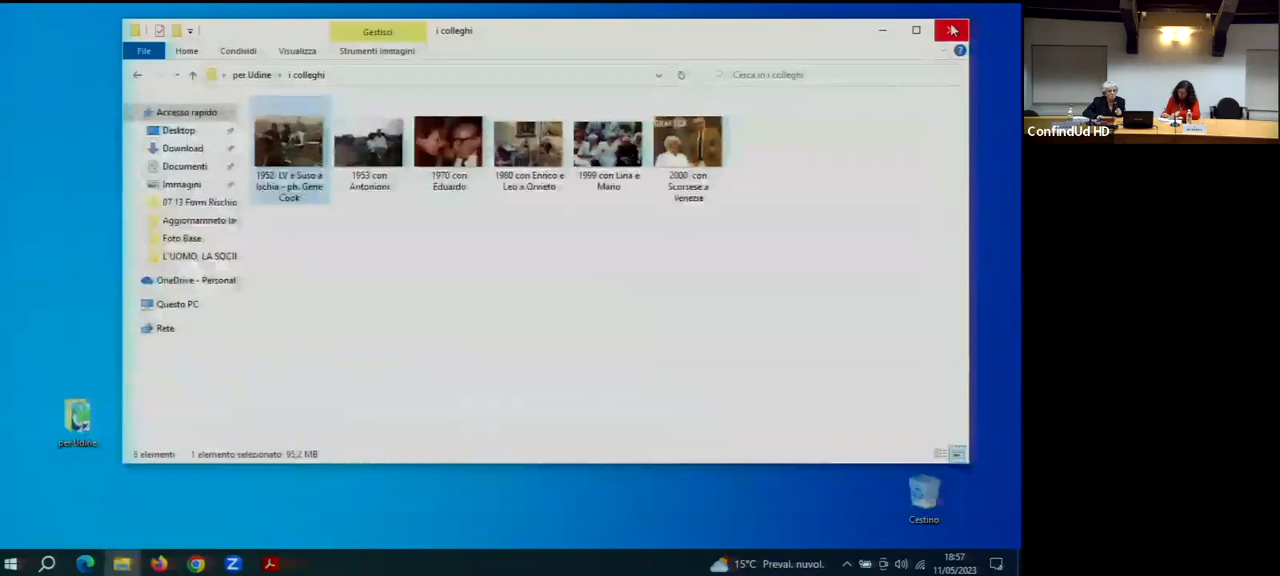 Gestisci
i colleghi
File
Home
Condividi
Visualizza
Strumenti immagini
per.Udine
i colleghi
Cerca in i colleghi
Accesso rapido
Desktop
Download
Documenti
Immagini
07 13 Form Rischio
Aggiornamneto la
Foto Base
L'UOMO, LA SOCIE
OneDrive - Personal
Questo PC
Rete
1952 LV e Suso a
Ischia - ph. Gene
Cook
1953 con
Antonioni
1970 con
Eduardo
1980 con Enrico e
Leo a Orvieto
1999 con Lina e
Mario
2000 con
Scorsese a
Venezia
6 elementi
1 elemento selezionato 95,2 MB
per.Udine
Cestino
15°C Preval. nuvol.
18:57
11/05/2023
ConfindUd HD